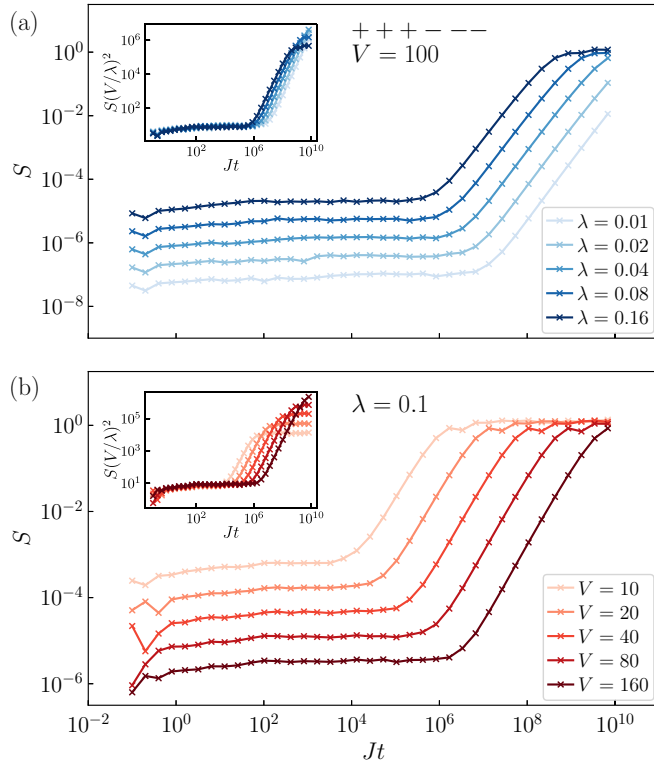 (a)
+ + + − − −
V = 100
S
10^0
10^−2
10^−4
10^−6
10^−8
S(V/λ)^2
10^6
10^4
10^2
10^2
10^6
10^10
Jt
λ = 0.01
λ = 0.02
λ = 0.04
λ = 0.08
λ = 0.16
(b)
λ = 0.1
S
10^0
10^−2
10^−4
10^−6
S(V/λ)^2
10^5
10^3
10^1
10^2
10^6
10^10
Jt
V = 10
V = 20
V = 40
V = 80
V = 160
10^−2
10^0
10^2
10^4
10^6
10^8
10^10
Jt